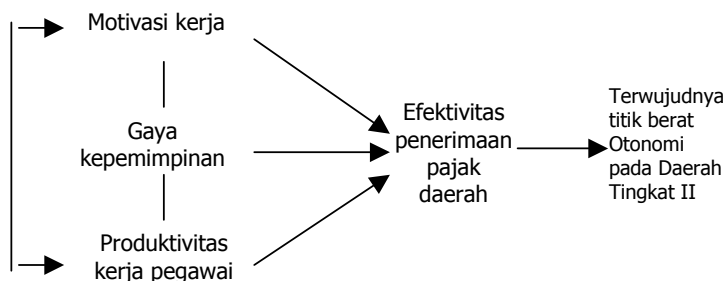 Motivasi kerja
Gaya
kepemimpinan
Produktivitas
kerja pegawai
Efektivitas
penerimaan
pajak
daerah
Terwujudnya
titik berat
Otonomi
pada Daerah
Tingkat II